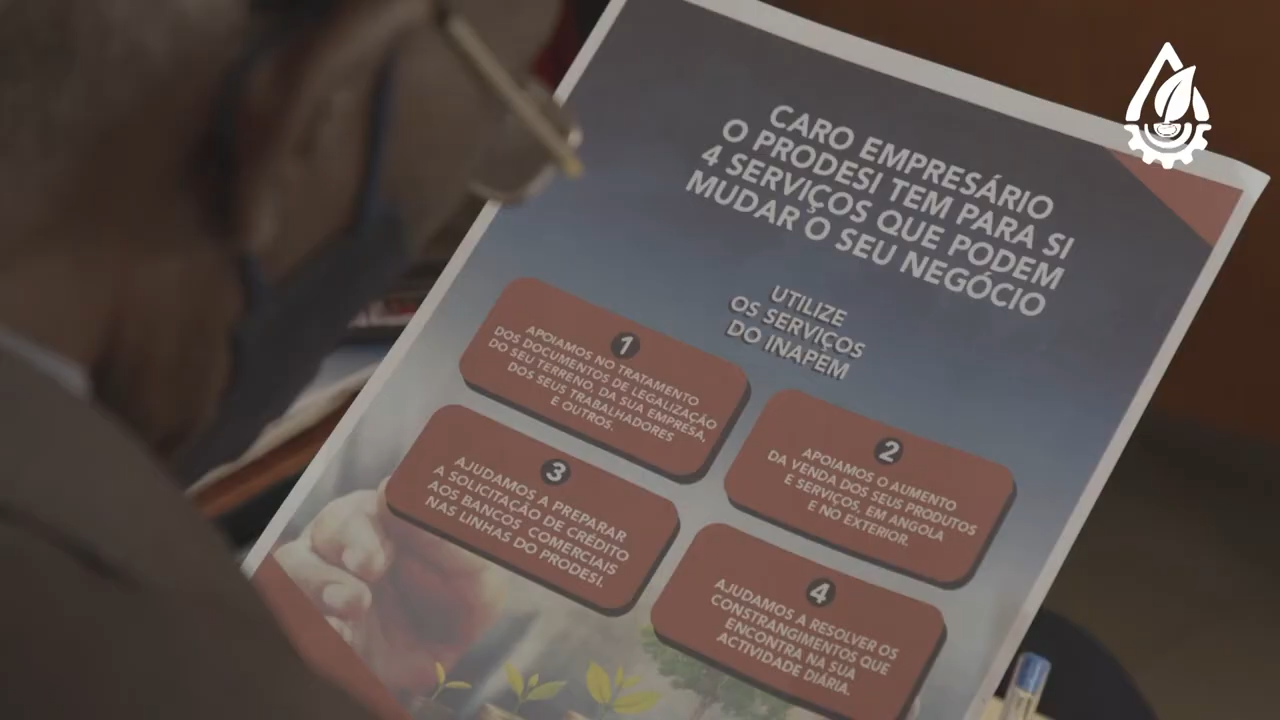 CARO EMPRESÁRIO
O PRODESI TEM PARA SI
4 SERVIÇOS QUE PODEM
MUDAR O SEU NEGÓCIO
UTILIZE
OS SERVIÇOS
DO INAPEM
1
APOIAMOS NO TRATAMENTO
DOS DOCUMENTOS DE LEGALIZAÇÃO
DO SEU TERRENO, DA SUA EMPRESA,
DOS SEUS TRABALHADORES
E OUTROS.
2
APOIAMOS O AUMENTO
DA VENDA DOS SEUS PRODUTOS
E SERVIÇOS, EM ANGOLA
E NO EXTERIOR.
3
AJUDAMOS A PREPARAR
A SOLICITAÇÃO DE CRÉDITO
AOS BANCOS COMERCIAIS
NAS LINHAS DO PRODESI.
4
AJUDAMOS A RESOLVER OS
CONSTRANGIMENTOS QUE
ENCONTRA NA SUA
ACTIVIDADE DIÁRIA.